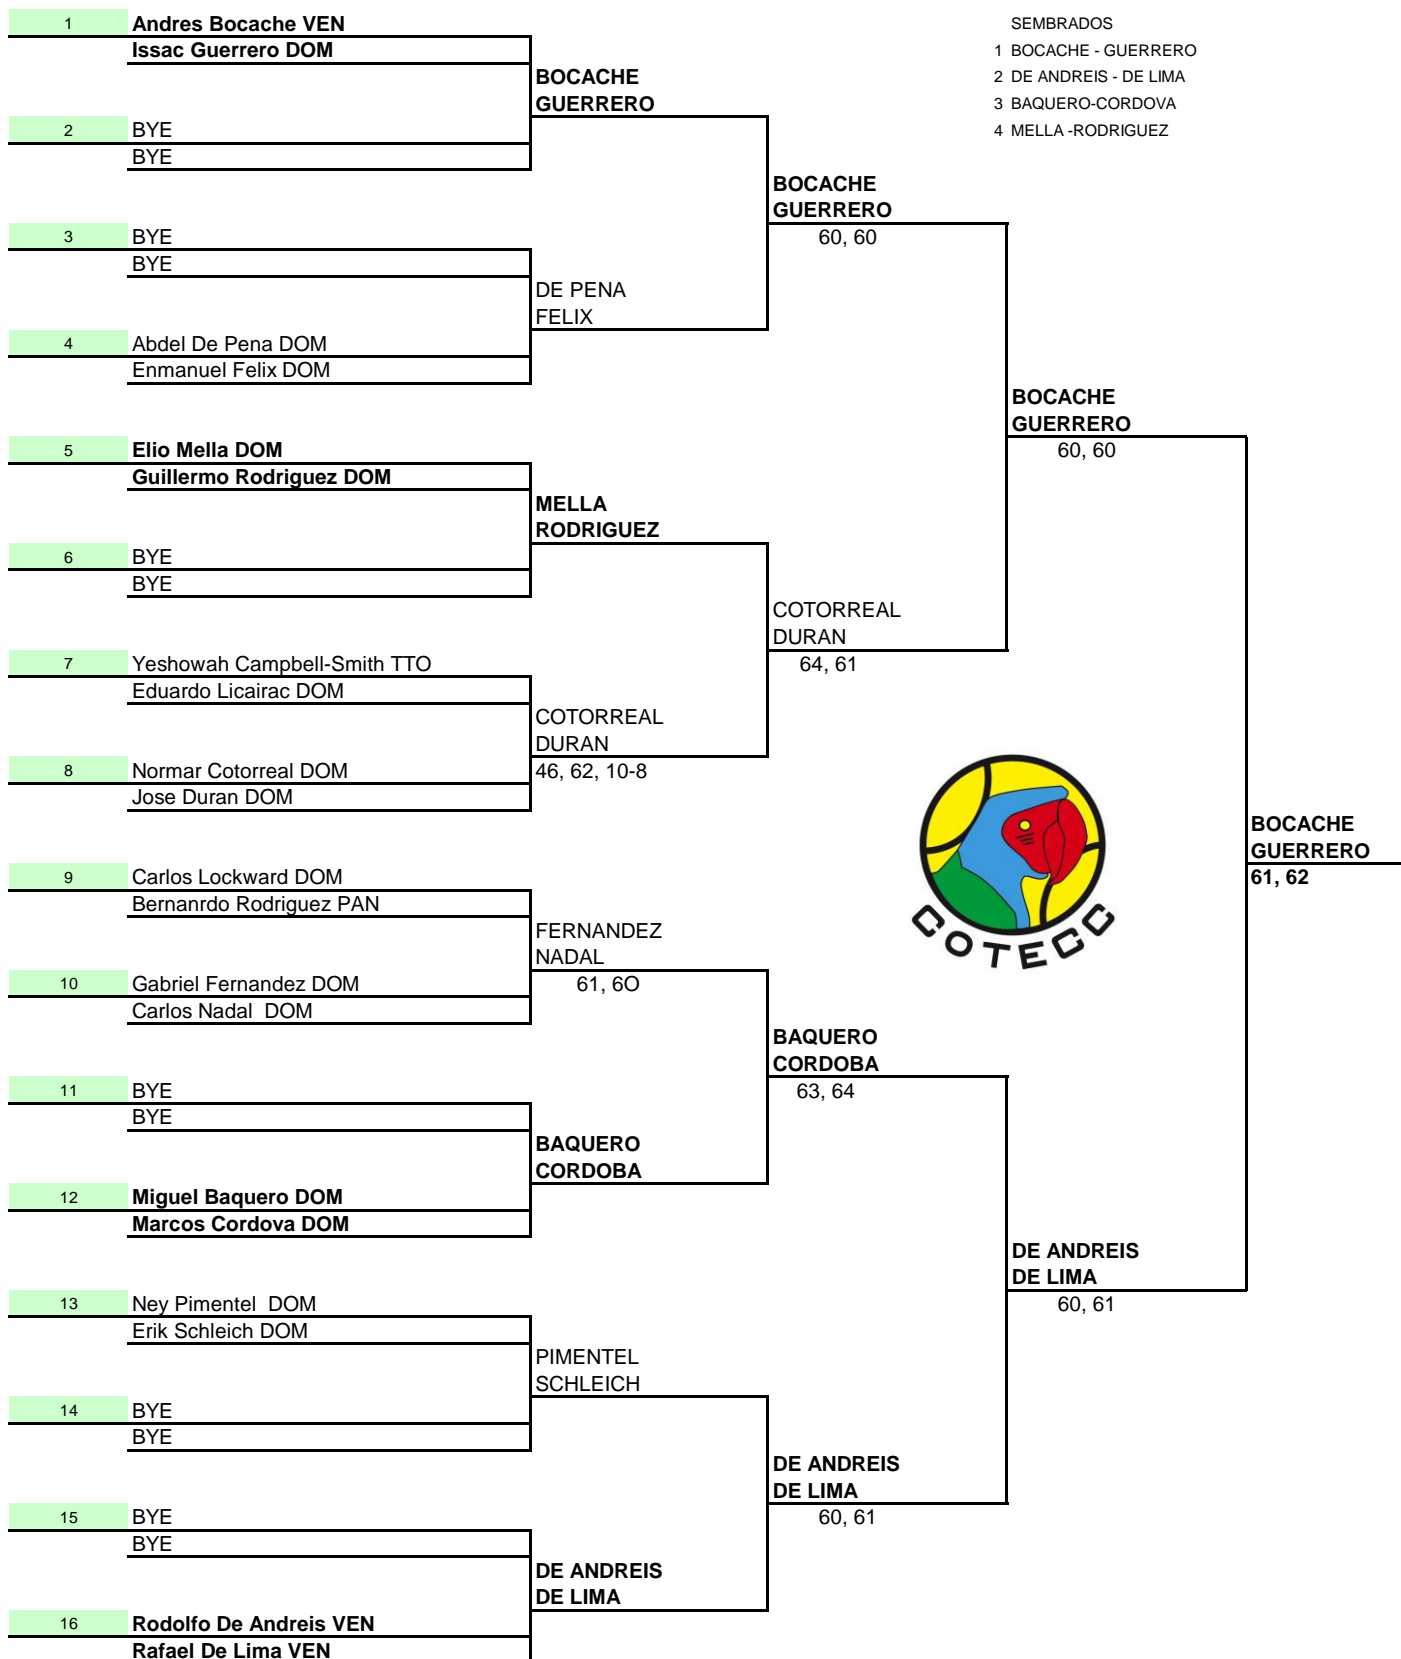 1 Andres Bocache VEN
Issac Guerrero DOM
SEMBRADOS
1 BOCACHE - GUERRERO
2 DE ANDREIS - DE LIMA
3 BAQUERO-CORDOVA
4 MELLA -RODRIGUEZ
BOCACHE
GUERRERO
2 BYE
BYE
BOCACHE
GUERRERO
60, 60
3 BYE
BYE
DE PENA
FELIX
4 Abdel De Pena DOM
Enmanuel Felix DOM
BOCACHE
GUERRERO
60, 60
5 Elio Mella DOM
Guillermo Rodriguez DOM
MELLA
RODRIGUEZ
6 BYE
BYE
COTORREAL
DURAN
64, 61
7 Yeshowah Campbell-Smith TTO
Eduardo Licairac DOM
COTORREAL
DURAN
46, 62, 10-8
8 Normar Cotorreal DOM
Jose Duran DOM
BOCACHE
GUERRERO
61, 62
COTECC
9 Carlos Lockward DOM
Bernanrdo Rodriguez PAN
FERNANDEZ
NADAL
61, 6O
10 Gabriel Fernandez DOM
Carlos Nadal  DOM
BAQUERO
CORDOBA
63, 64
11 BYE
BYE
BAQUERO
CORDOBA
12 Miguel Baquero DOM
Marcos Cordova DOM
DE ANDREIS
DE LIMA
60, 61
13 Ney Pimentel  DOM
Erik Schleich DOM
PIMENTEL
SCHLEICH
14 BYE
BYE
DE ANDREIS
DE LIMA
60, 61
15 BYE
BYE
DE ANDREIS
DE LIMA
16 Rodolfo De Andreis VEN
Rafael De Lima VEN